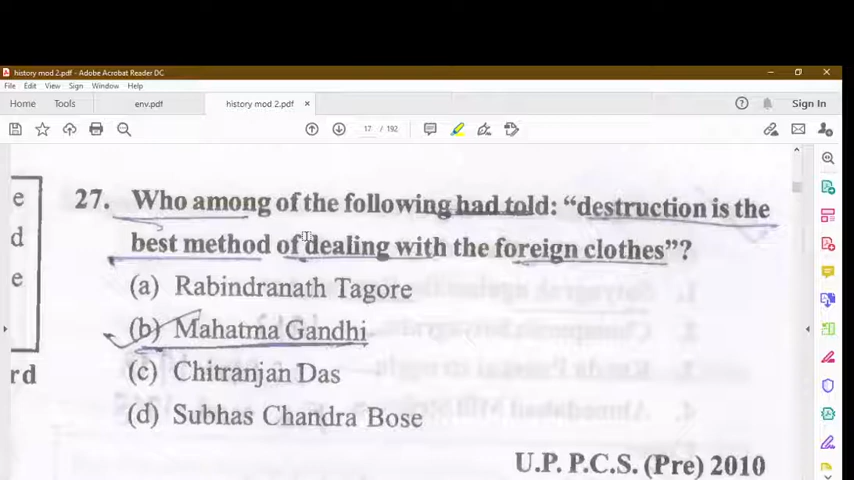 history mod 2.pdf - Adobe Acrobat Reader DC
File Edit View Sign Window Help
Home Tools env.pdf history mod 2.pdf × Sign In
17 / 192
e
d
e
rd
27. Who among of the following had told: “destruction is the
best method of dealing with the foreign clothes”?
(a) Rabindranath Tagore
(b) Mahatma Gandhi
(c) Chitranjan Das
(d) Subhas Chandra Bose
U.P. P.C.S. (Pre) 2010